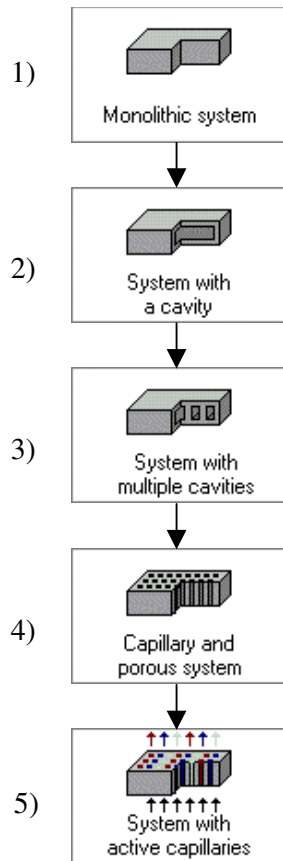 1)
Monolithic system
2)
System with
a cavity
3)
System with
multiple cavities
4)
Capillary and
porous system
5)
System with
active capillaries